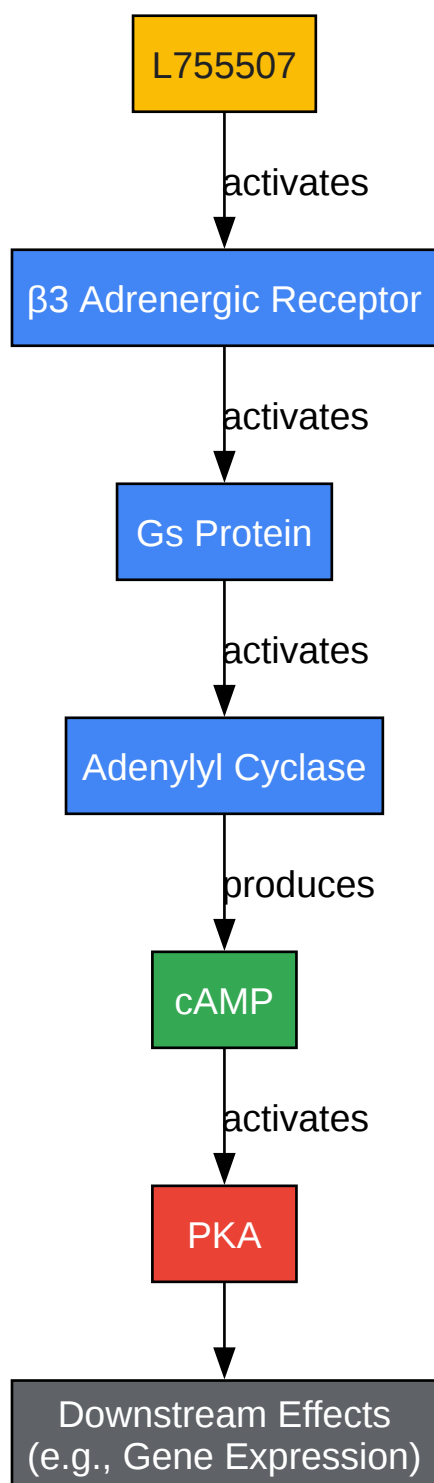 L755507
activates
β3 Adrenergic Receptor
activates
Gs Protein
activates
Adenylyl Cyclase
produces
cAMP
activates
PKA
Downstream Effects
(e.g., Gene Expression)